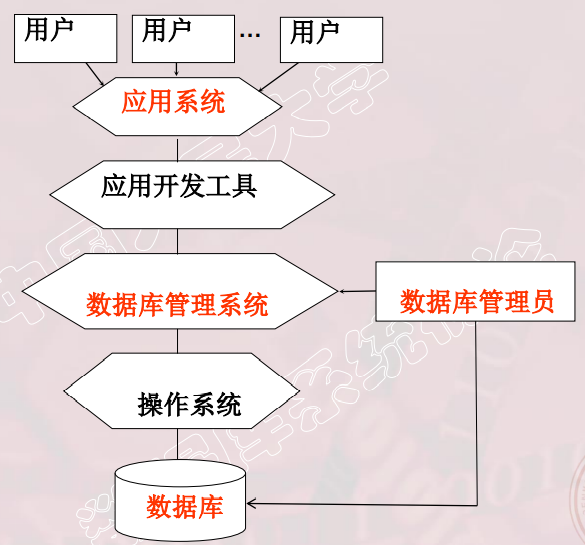 用户
用户
...
用户
应用系统
应用开发工具
数据库管理系统
数据库管理员
操作系统
数据库